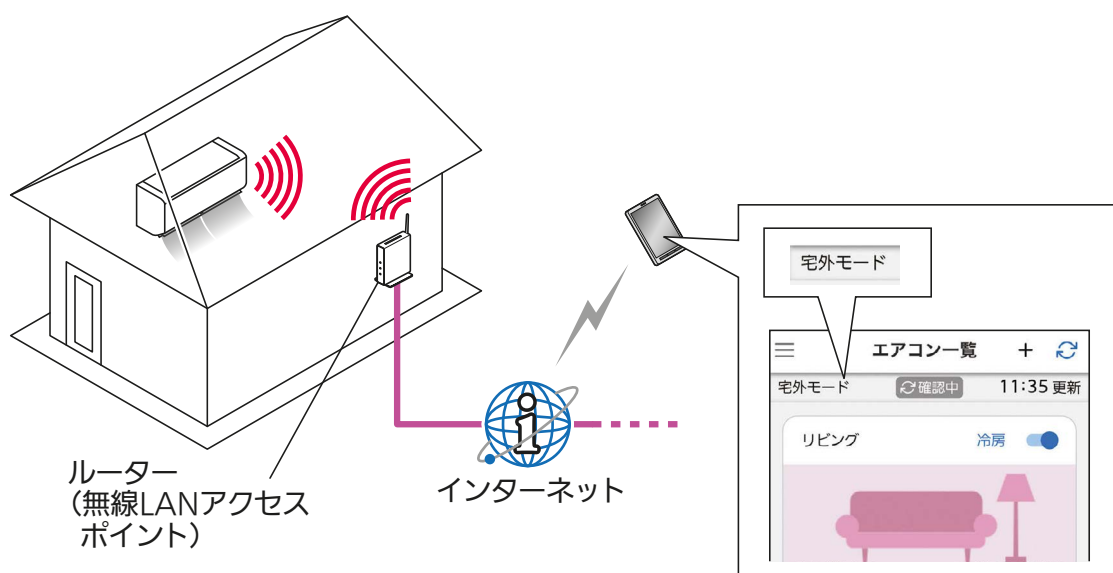 宅外モード
エアコン一覧
宅外モード 確認中 11:35 更新
リビング 冷房
ルーター
（無線LANアクセス
ポイント）
インターネット